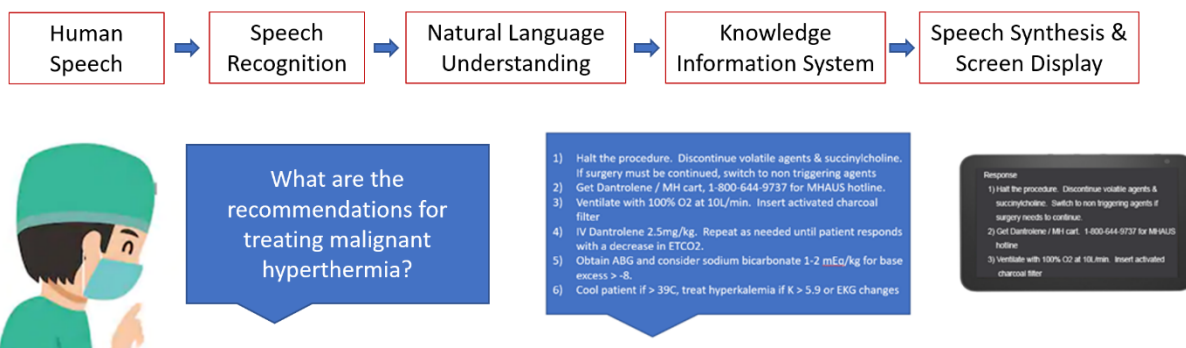 Human
Speech
Speech
Recognition
Natural Language
Understanding
Knowledge
Information System
Speech Synthesis &
Screen Display
What are the
recommendations for
treating malignant
hyperthermia?
1) Halt the procedure. Discontinue volatile agents & succinylcholine.
If surgery must be continued, switch to non triggering agents
2) Get Dantrolene / MH cart, 1-800-644-9737 for MHAUS hotline.
3) Ventilate with 100% O2 at 10L/min. Insert activated charcoal
filter
4) IV Dantrolene 2.5mg/kg. Repeat as needed until patient responds
with a decrease in ETCO2.
5) Obtain ABG and consider sodium bicarbonate 1-2 mEq/kg for base
excess > -8.
6) Cool patient if > 39C, treat hyperkalemia if K > 5.9 or EKG changes
Response
1) Halt the procedure. Discontinue volatile agents &
succinylcholine. Switch to non triggering agents if
surgery needs to continue.
2) Get Dantrolene / MH cart. 1-800-644-9737 for MHAUS
hotline
3) Ventilate with 100% O2 at 10L/min. Insert activated
charcoal filter